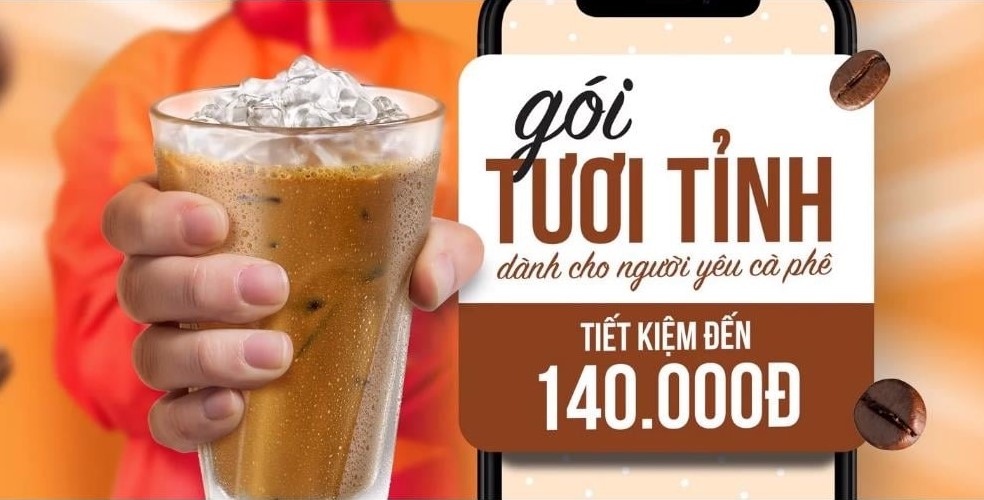 gói
TƯƠI TỈNH
dành cho người yêu cà phê
TIẾT KIỆM ĐẾN
140.000Đ